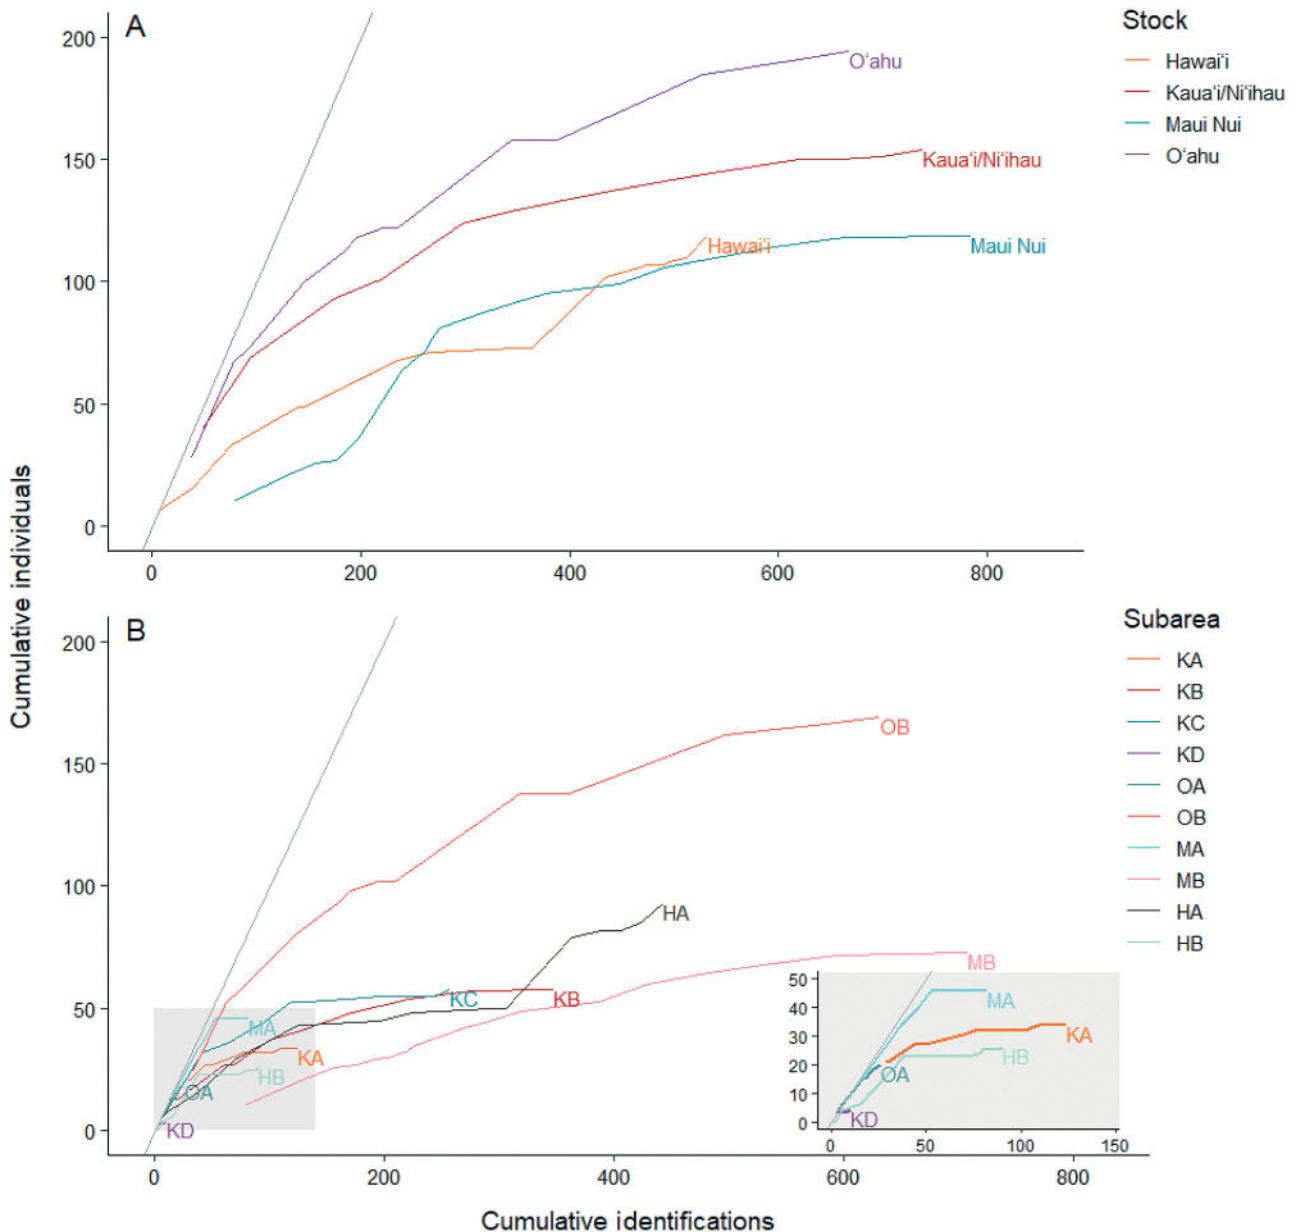 A
Stock
Hawai'i
Kaua'i/Ni'ihau
Maui Nui
O'ahu
200
150
100
50
0
O'ahu
Kaua'i/Ni'ihau
Hawai'i
Maui Nui
0 200 400 600 800
Cumulative individuals
B
Subarea
KA
KB
KC
KD
OA
OB
MA
MB
HA
HB
200
150
100
50
0
OB
HA
MB
KC
KB
MA
KA
HB
OA
KD
50
40
30
20
10
0
MA
KA
HB
OA
KD
0 50 100 150
0 200 400 600 800
Cumulative identifications